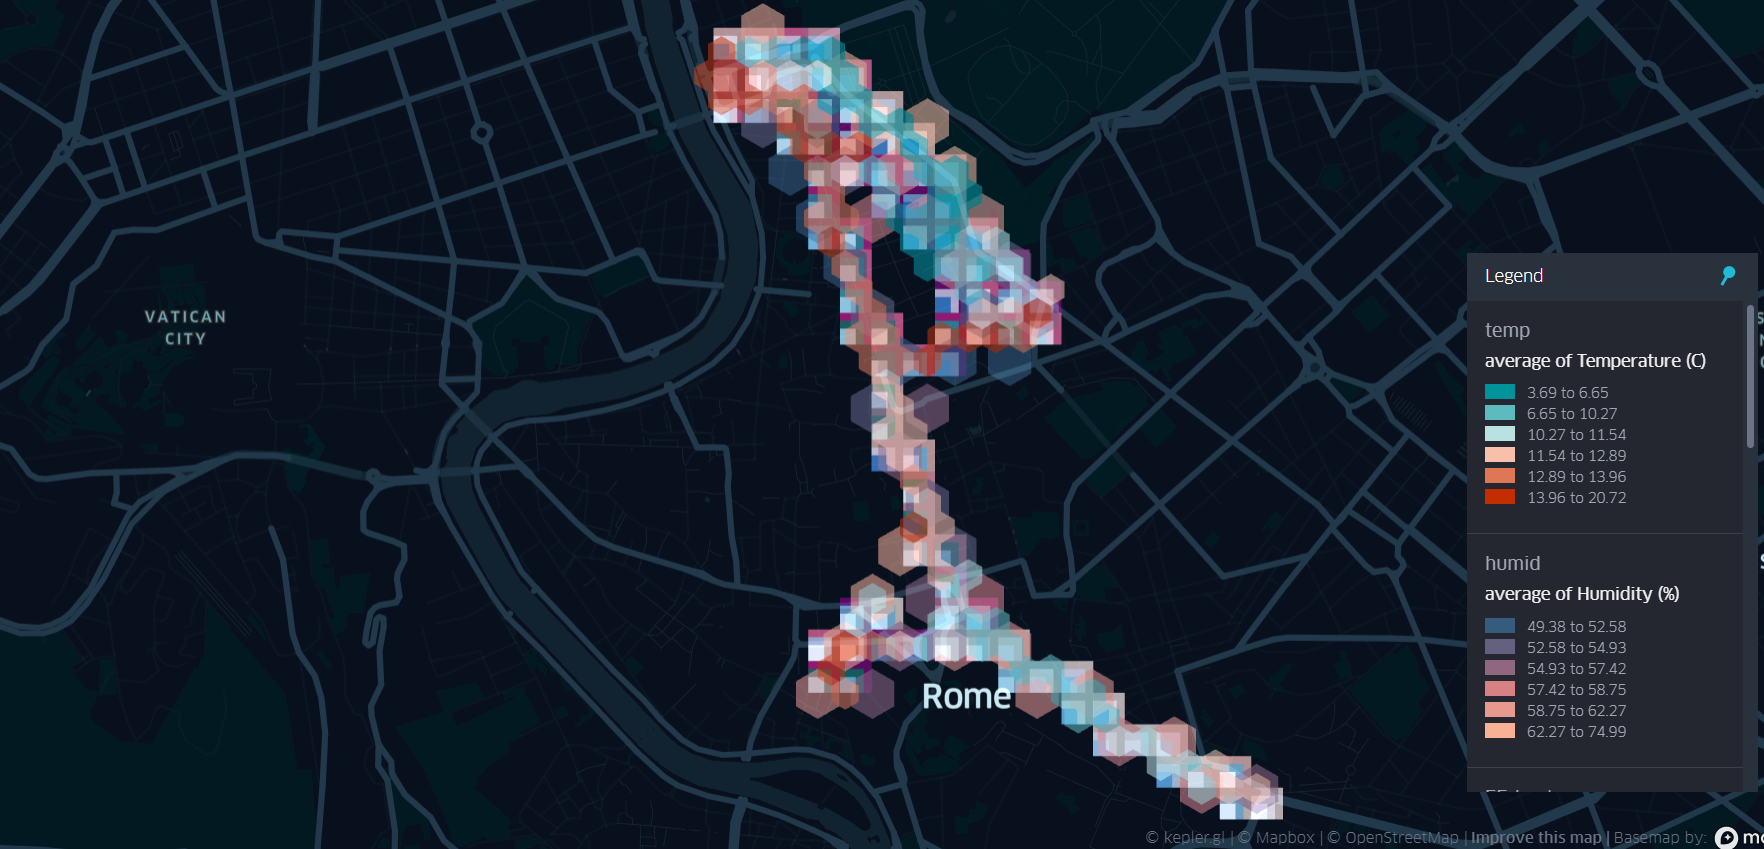 VATICAN
CITY
Rome
Legend
temp
average of Temperature (C)
3.69 to 6.65
6.65 to 10.27
10.27 to 11.54
11.54 to 12.89
12.89 to 13.96
13.96 to 20.72
humid
average of Humidity (%)
49.38 to 52.58
52.58 to 54.93
54.93 to 57.42
57.42 to 58.75
58.75 to 62.27
62.27 to 74.99
© kepler.gl | © Mapbox | © OpenStreetMap | Improve this map | Basemap by: